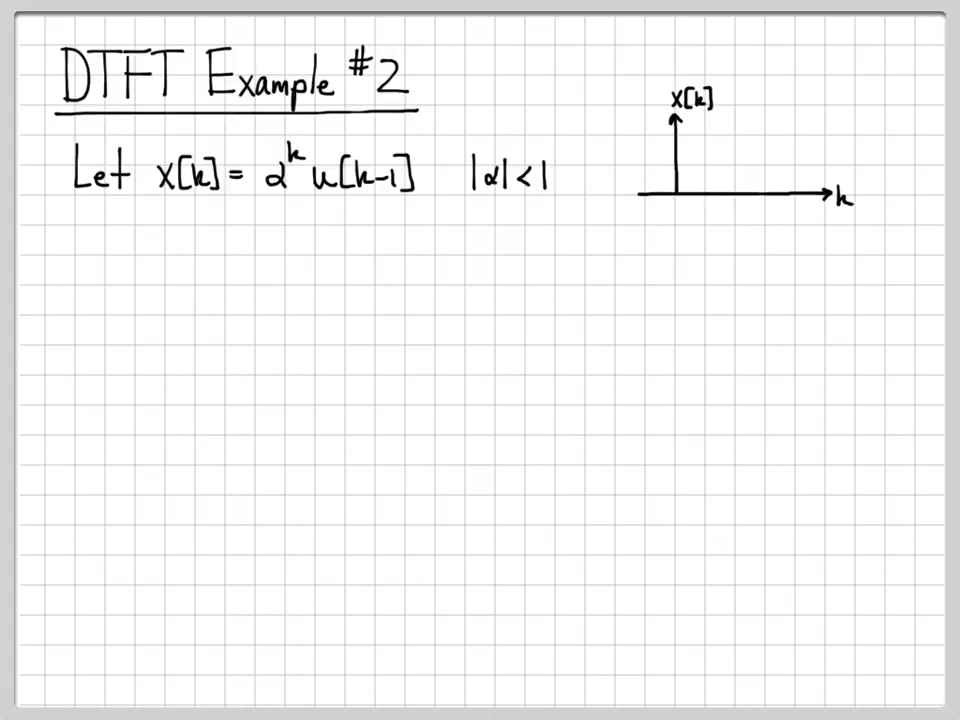 DTFT Example #2
Let x[k] = α^k u[k-1] |α| < 1
x[k]
k